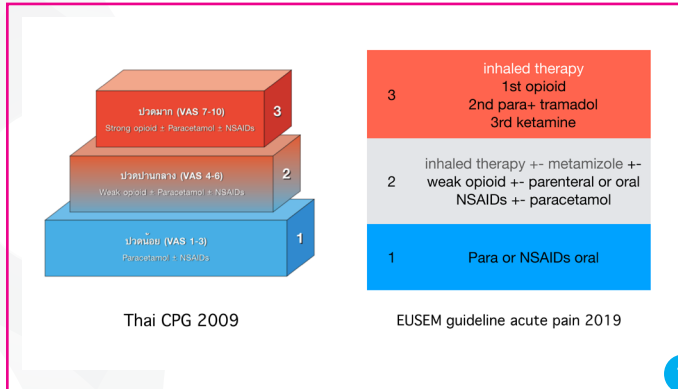 ปวดมาก (VAS 7-10)
Strong opioid ± Paracetamol ± NSAIDs
3
ปวดปานกลาง (VAS 4-6)
Weak opioid ± Paracetamol ± NSAIDs
2
ปวดน้อย (VAS 1-3)
Paracetamol ± NSAIDs
1
Thai CPG 2009
3
inhaled therapy
1st opioid
2nd para+ tramadol
3rd ketamine
2
inhaled therapy +- metamizole +-
weak opioid +- parenteral or oral
NSAIDs +- paracetamol
1
Para or NSAIDs oral
EUSEM guideline acute pain 2019